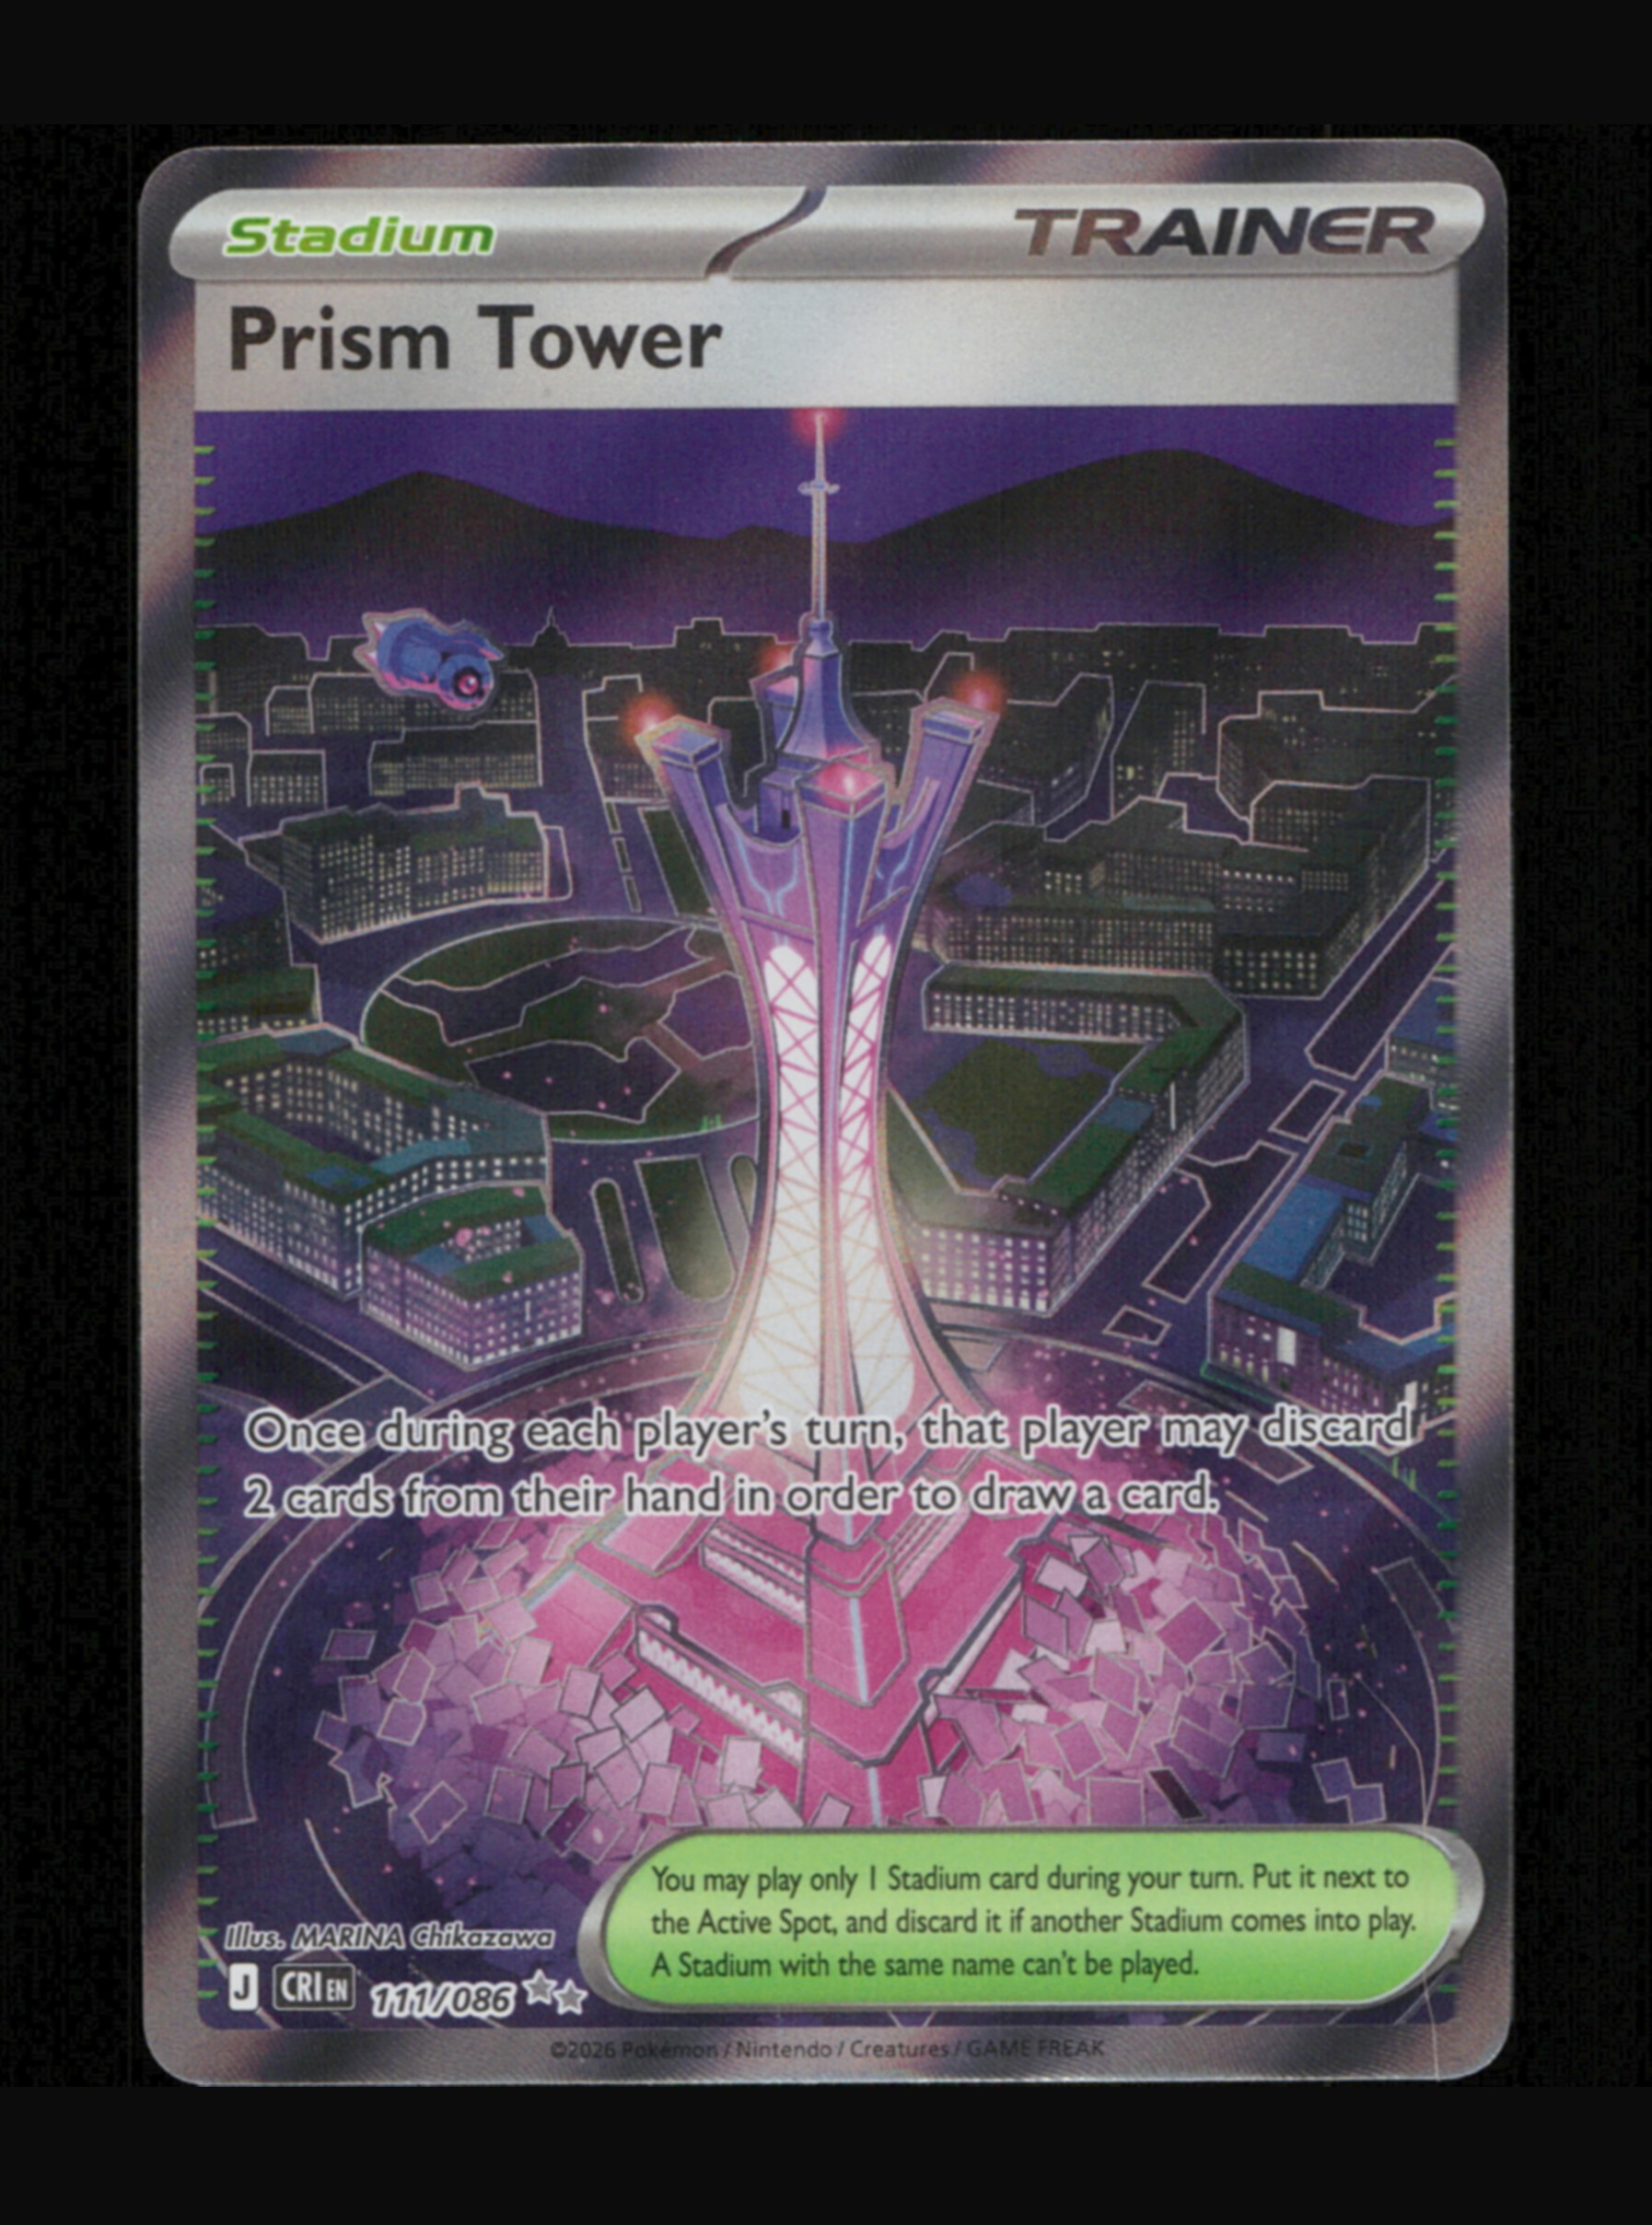 Stadium
TRAINER
Prism Tower
Once during each player's turn, that player may discard
2 cards from their hand in order to draw a card.
You may play only 1 Stadium card during your turn. Put it next to
the Active Spot, and discard it if another Stadium comes into play.
A Stadium with the same name can't be played.
Illus. MARINA Chikazawa
J CRI EN 111/086
©2026 Pokémon / Nintendo / Creatures / GAME FREAK